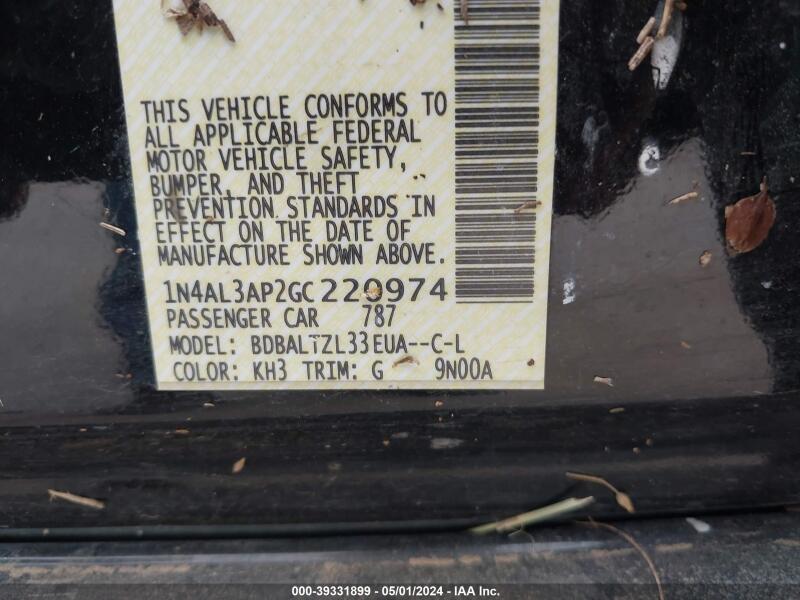 THIS VEHICLE CONFORMS TO
ALL APPLICABLE FEDERAL
MOTOR VEHICLE SAFETY,
BUMPER, AND THEFT
PREVENTION STANDARDS IN
EFFECT ON THE DATE OF
MANUFACTURE SHOWN ABOVE.
1N4AL3AP2GC220974
PASSENGER CAR 787
MODEL: BDBALTZL33EUA--C-L
COLOR: KH3 TRIM: G 9N00A
000-39331899 - 05/01/2024 - IAA Inc.